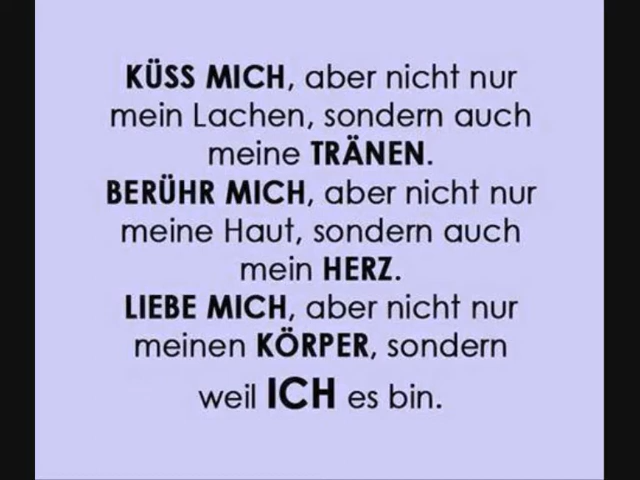 KÜSS MICH, aber nicht nur
mein Lachen, sondern auch
meine TRÄNEN.
BERÜHR MICH, aber nicht nur
meine Haut, sondern auch
mein HERZ.
LIEBE MICH, aber nicht nur
meinen KÖRPER, sondern
weil ICH es bin.